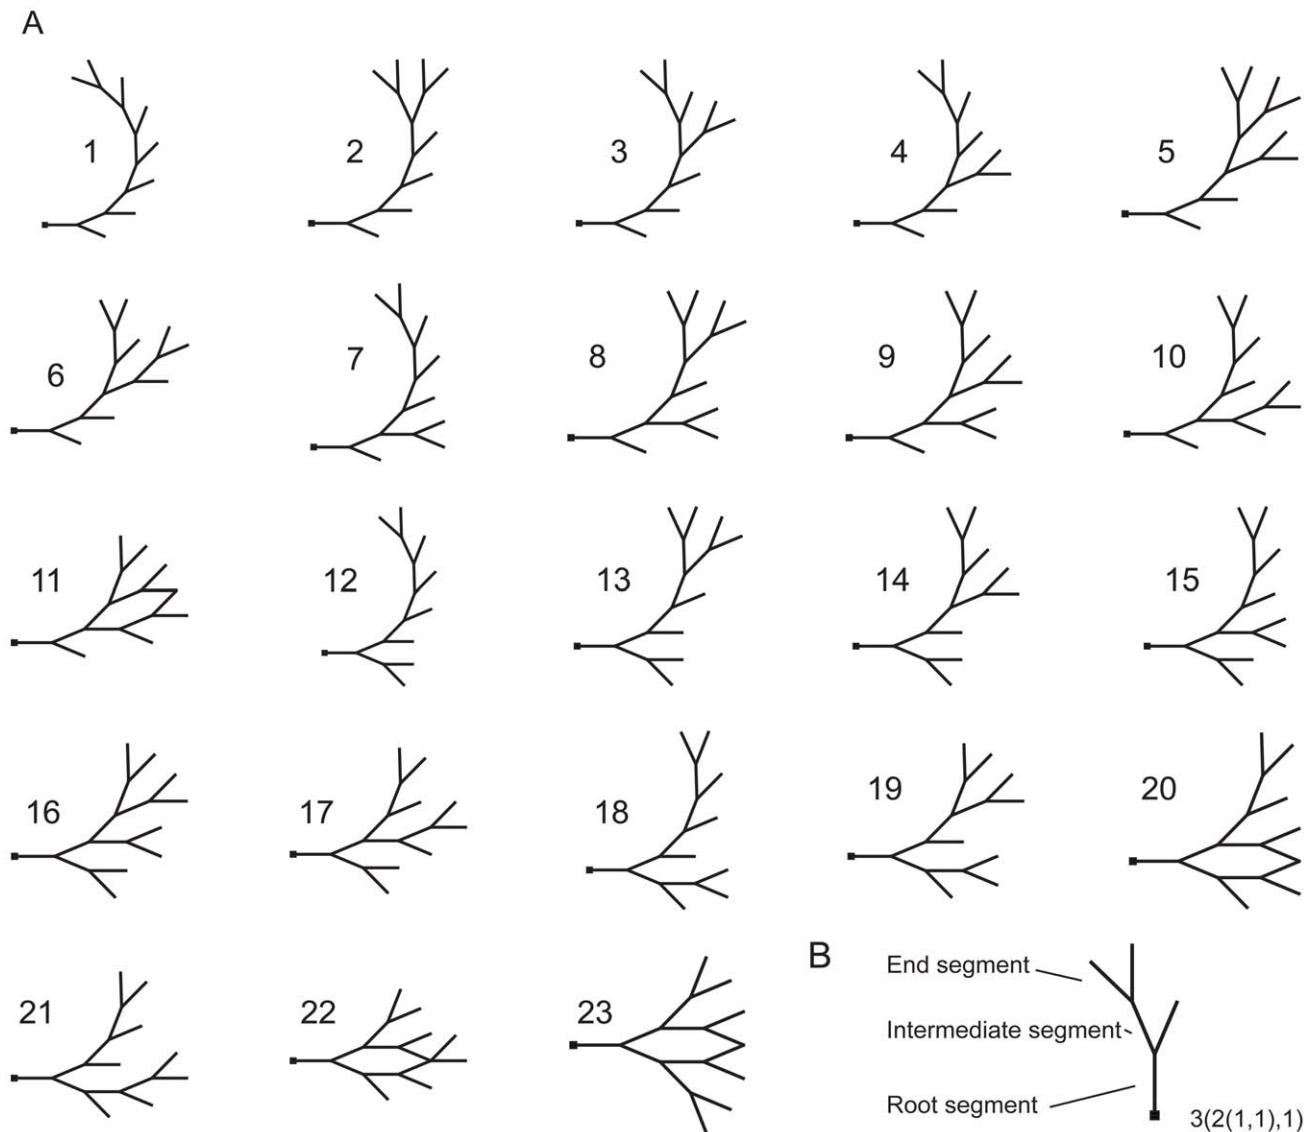 A
1 2 3 4 5
6 7 8 9 10
11 12 13 14 15
16 17 18 19 20
21 22 23
B
End segment
Intermediate segment
Root segment
3(2(1,1),1)